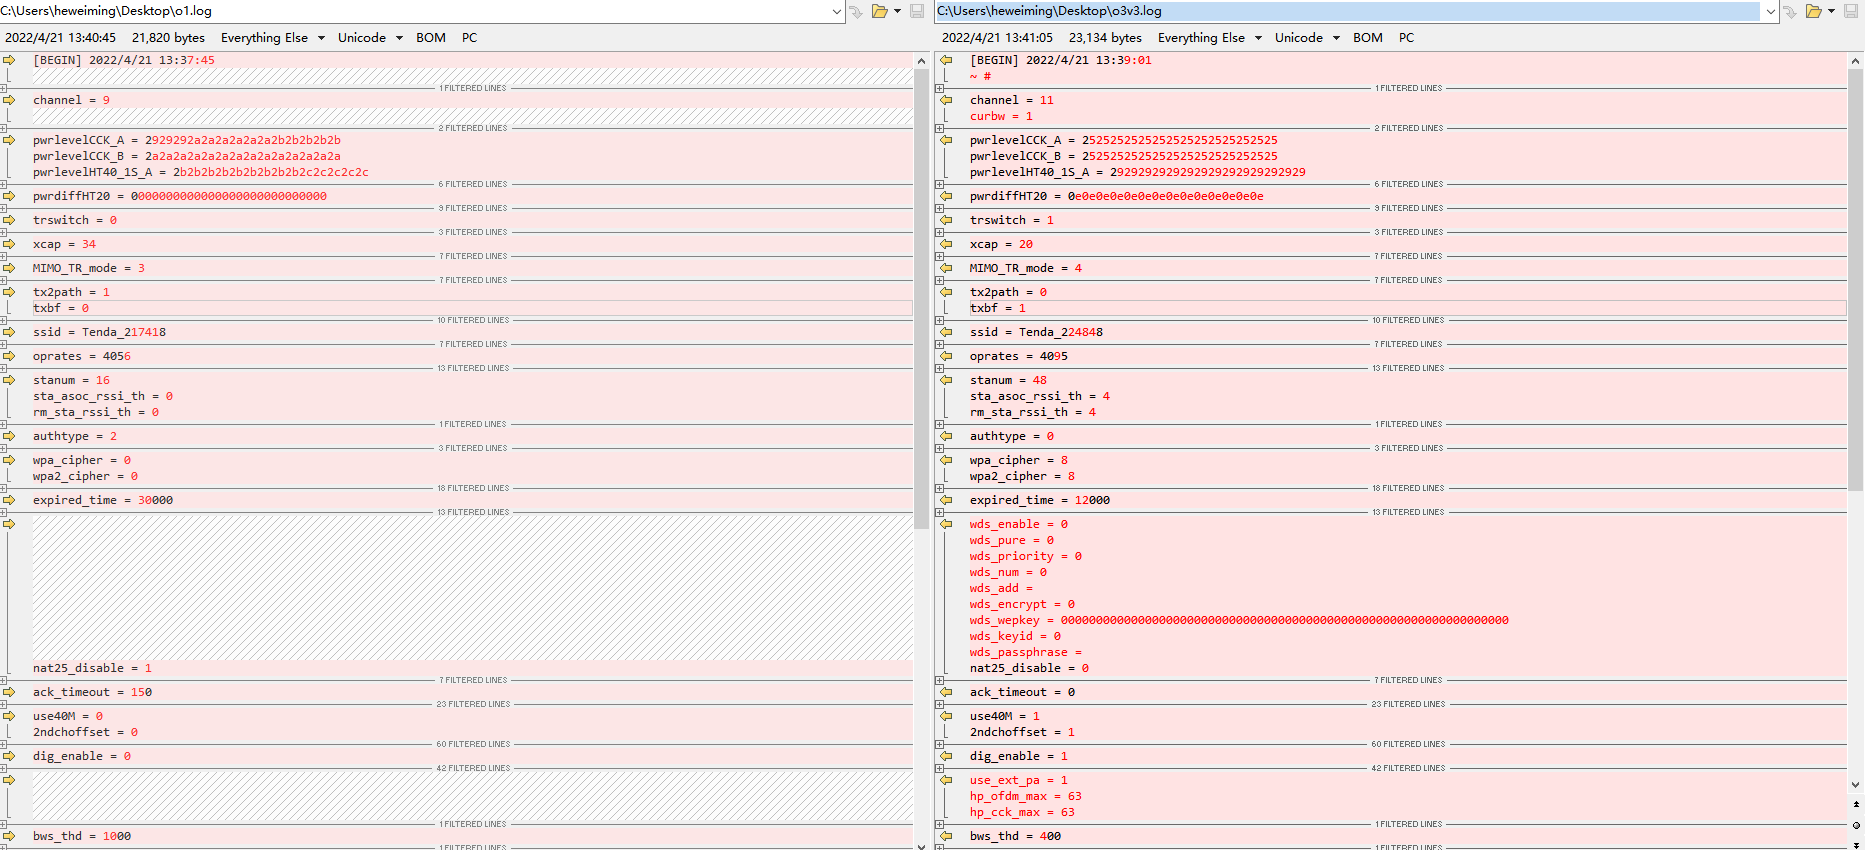 C:\Users\heweiming\Desktop\o1.log
2022/4/21 13:40:45 21,820 bytes Everything Else Unicode BOM PC
[BEGIN] 2022/4/21 13:37:45
1 FILTERED LINES
channel = 9
2 FILTERED LINES
pwrlevelCCK_A = 2929292a2a2a2a2a2a2b2b2b2b2b
pwrlevelCCK_B = 2a2a2a2a2a2a2a2a2a2a2a2a2a2a
pwrlevelHT40_1S_A = 2b2b2b2b2b2b2b2b2b2c2c2c2c2c
6 FILTERED LINES
pwrdiffHT20 = 0000000000000000000000000000
9 FILTERED LINES
trswitch = 0
3 FILTERED LINES
xcap = 34
7 FILTERED LINES
MIMO_TR_mode = 3
7 FILTERED LINES
tx2path = 1
txbf = 0
10 FILTERED LINES
ssid = Tenda_217418
7 FILTERED LINES
oprates = 4056
13 FILTERED LINES
stanum = 16
sta_asoc_rssi_th = 0
rm_sta_rssi_th = 0
1 FILTERED LINES
authtype = 2
3 FILTERED LINES
wpa_cipher = 0
wpa2_cipher = 0
18 FILTERED LINES
expired_time = 30000
13 FILTERED LINES
nat25_disable = 1
7 FILTERED LINES
ack_timeout = 150
23 FILTERED LINES
use40M = 0
2ndchoffset = 0
60 FILTERED LINES
dig_enable = 0
42 FILTERED LINES
1 FILTERED LINES
bws_thd = 1000
1 FILTERED LINES
C:\Users\heweiming\Desktop\o3v3.log
2022/4/21 13:41:05 23,134 bytes Everything Else Unicode BOM PC
[BEGIN] 2022/4/21 13:39:01
~ #
1 FILTERED LINES
channel = 11
curbw = 1
2 FILTERED LINES
pwrlevelCCK_A = 2525252525252525252525252525
pwrlevelCCK_B = 2525252525252525252525252525
pwrlevelHT40_1S_A = 2929292929292929292929292929
6 FILTERED LINES
pwrdiffHT20 = 0e0e0e0e0e0e0e0e0e0e0e0e0e0e
9 FILTERED LINES
trswitch = 1
3 FILTERED LINES
xcap = 20
7 FILTERED LINES
MIMO_TR_mode = 4
7 FILTERED LINES
tx2path = 0
txbf = 1
10 FILTERED LINES
ssid = Tenda_224848
7 FILTERED LINES
oprates = 4095
13 FILTERED LINES
stanum = 48
sta_asoc_rssi_th = 4
rm_sta_rssi_th = 4
1 FILTERED LINES
authtype = 0
3 FILTERED LINES
wpa_cipher = 8
wpa2_cipher = 8
18 FILTERED LINES
expired_time = 12000
13 FILTERED LINES
wds_enable = 0
wds_pure = 0
wds_priority = 0
wds_num = 0
wds_add =
wds_encrypt = 0
wds_wepkey = 0000000000000000000000000000000000000000000000000000000000000000
wds_keyid = 0
wds_passphrase =
nat25_disable = 0
7 FILTERED LINES
ack_timeout = 0
23 FILTERED LINES
use40M = 1
2ndchoffset = 1
60 FILTERED LINES
dig_enable = 1
42 FILTERED LINES
use_ext_pa = 1
hp_ofdm_max = 63
hp_cck_max = 63
1 FILTERED LINES
bws_thd = 400
1 FILTERED LINES